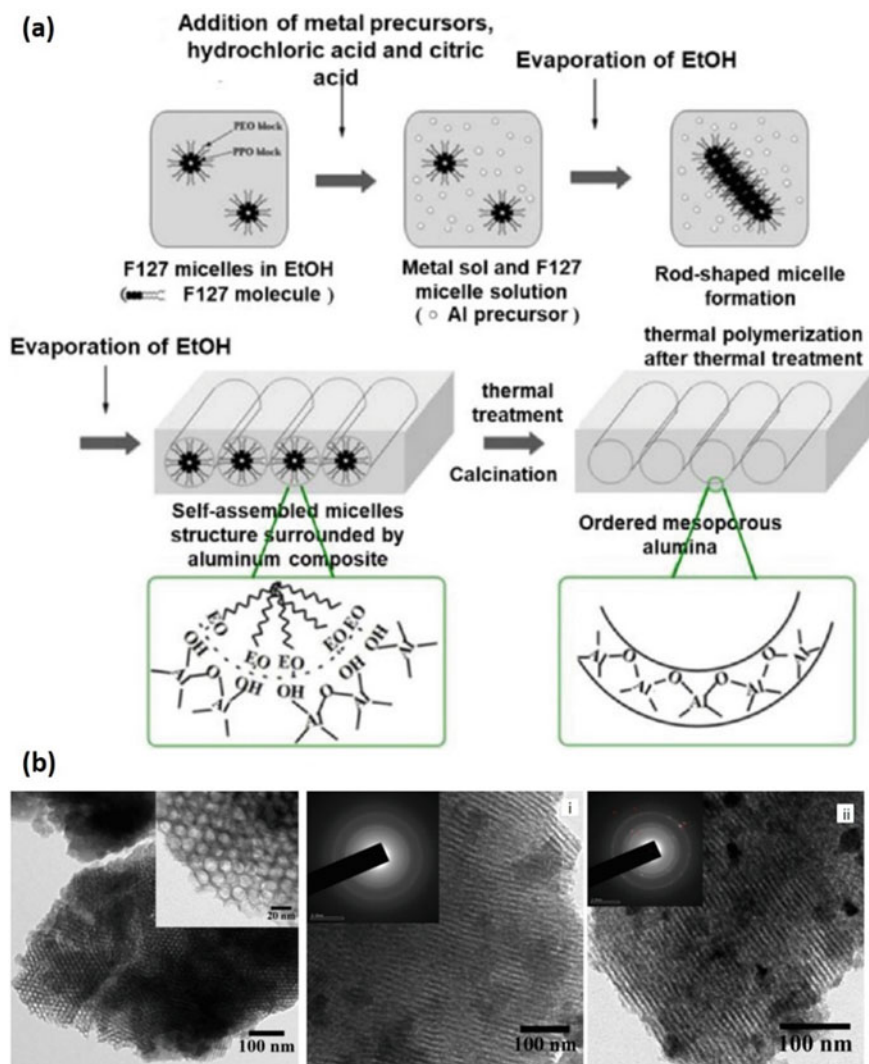 (a)
Addition of metal precursors,
hydrochloric acid and citric
acid
Evaporation of EtOH
PEO block
PPO block
F127 micelles in EtOH
( F127 molecule )
Metal sol and F127
micelle solution
( Al precursor )
Rod-shaped micelle
formation
Evaporation of EtOH
thermal
treatment
Calcination
thermal polymerization
after thermal treatment
Self-assembled micelles
structure surrounded by
aluminum composite
Ordered mesoporous
alumina
EO
EO
EO
EO
EO
OH
OH
OH
OH
OH
Al
O
Al
Al
O
Al
Al
O
Al
O
Al
O
Al
O
Al
(b)
20 nm
100 nm
i
100 nm
ii
100 nm